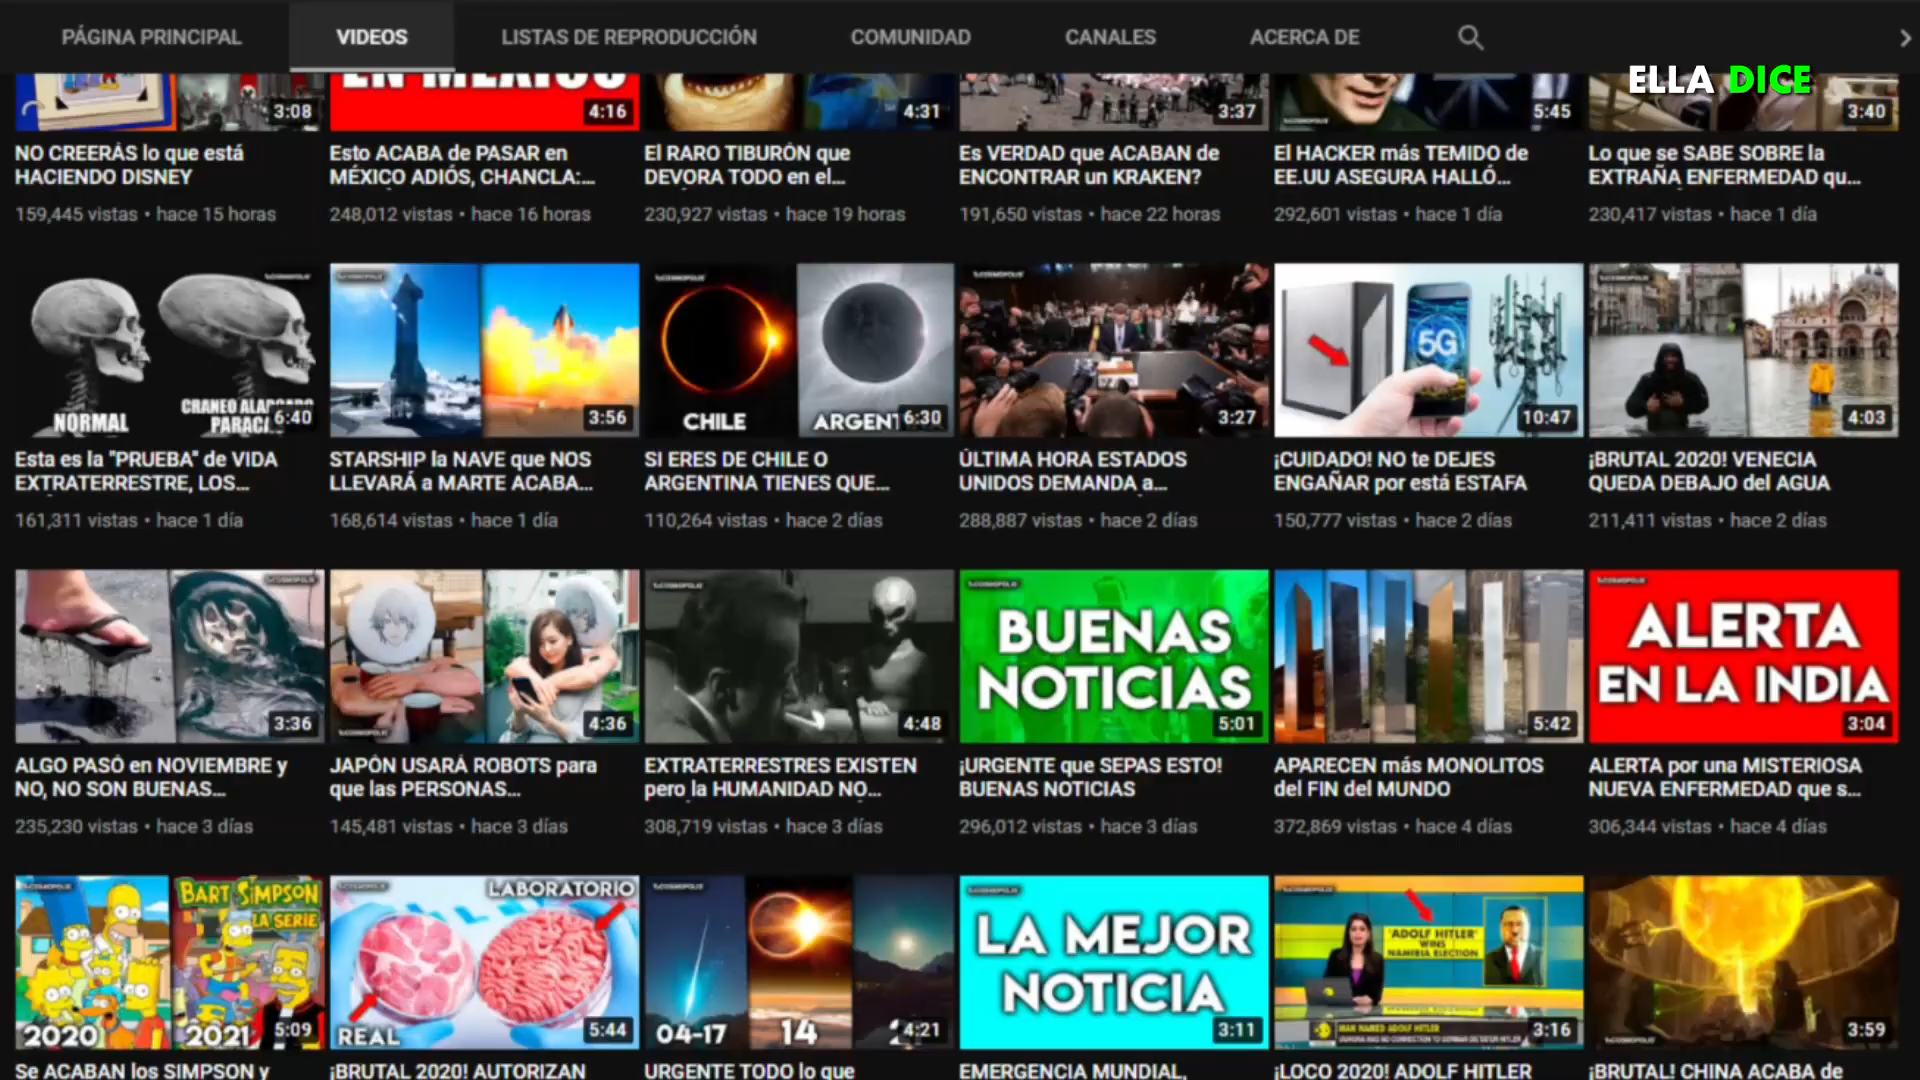 PÁGINA PRINCIPAL
VIDEOS
LISTAS DE REPRODUCCIÓN
COMUNIDAD
CANALES
ACERCA DE
ELLA DICE
3:08
4:16
4:31
3:37
5:45
3:40
NO CREERÁS lo que está
HACIENDO DISNEY
159,445 vistas • hace 15 horas
EN MÉXICO
Esto ACABA de PASAR en
MÉXICO ADIÓS, CHANCLA:...
248,012 vistas • hace 16 horas
El RARO TIBURÓN que
DEVORA TODO en el...
230,927 vistas • hace 19 horas
Es VERDAD que ACABAN de
ENCONTRAR un KRAKEN?
191,650 vistas • hace 22 horas
El HACKER más TEMIDO de
EE.UU ASEGURA HALLÓ...
292,601 vistas • hace 1 día
Lo que se SABE SOBRE la
EXTRAÑA ENFERMEDAD qu...
230,417 vistas • hace 1 día
NORMAL
CRANEO
6:40
Esta es la "PRUEBA" de VIDA
EXTRATERRESTRE, LOS...
161,311 vistas • hace 1 día
3:56
STARSHIP la NAVE que NOS
LLEVARÁ a MARTE ACABA...
168,614 vistas • hace 1 día
CHILE
ARGENT
6:30
SI ERES DE CHILE O
ARGENTINA TIENES QUE...
110,264 vistas • hace 2 días
3:27
ÚLTIMA HORA ESTADOS
UNIDOS DEMANDA a...
288,887 vistas • hace 2 días
5G
10:47
¡CUIDADO! NO te DEJES
ENGAÑAR por está ESTAFA
150,777 vistas • hace 2 días
4:03
¡BRUTAL 2020! VENECIA
QUEDA DEBAJO del AGUA
211,411 vistas • hace 2 días
3:36
ALGO PASÓ en NOVIEMBRE y
NO, NO SON BUENAS...
235,230 vistas • hace 3 días
4:36
JAPÓN USARÁ ROBOTS para
que las PERSONAS...
145,481 vistas • hace 3 días
4:48
EXTRATERRESTRES EXISTEN
pero la HUMANIDAD NO...
308,719 vistas • hace 3 días
BUENAS
NOTICIAS
5:01
¡URGENTE que SEPAS ESTO!
BUENAS NOTICIAS
296,012 vistas • hace 3 días
5:42
APARECEN más MONOLITOS
del FIN del MUNDO
372,869 vistas • hace 4 días
ALERTA
EN LA INDIA
3:04
ALERTA por una MISTERIOSA
NUEVA ENFERMEDAD que s...
306,344 vistas • hace 4 días
BART SIMPSON
LA SERIE
2020
2021
5:09
Se ACABAN los SIMPSON y
LABORATORIO
REAL
5:44
¡BRUTAL 2020! AUTORIZAN
04-17
14
4:21
URGENTE TODO lo que
LA MEJOR
NOTICIA
3:11
EMERGENCIA MUNDIAL,
'ADOLF HITLER'
WINS
NAMIBIA ELECTION
MAN NAMED ADOLF HITLER
3:16
¡LOCO 2020! ADOLF HITLER
3:59
¡BRUTAL! CHINA ACABA de